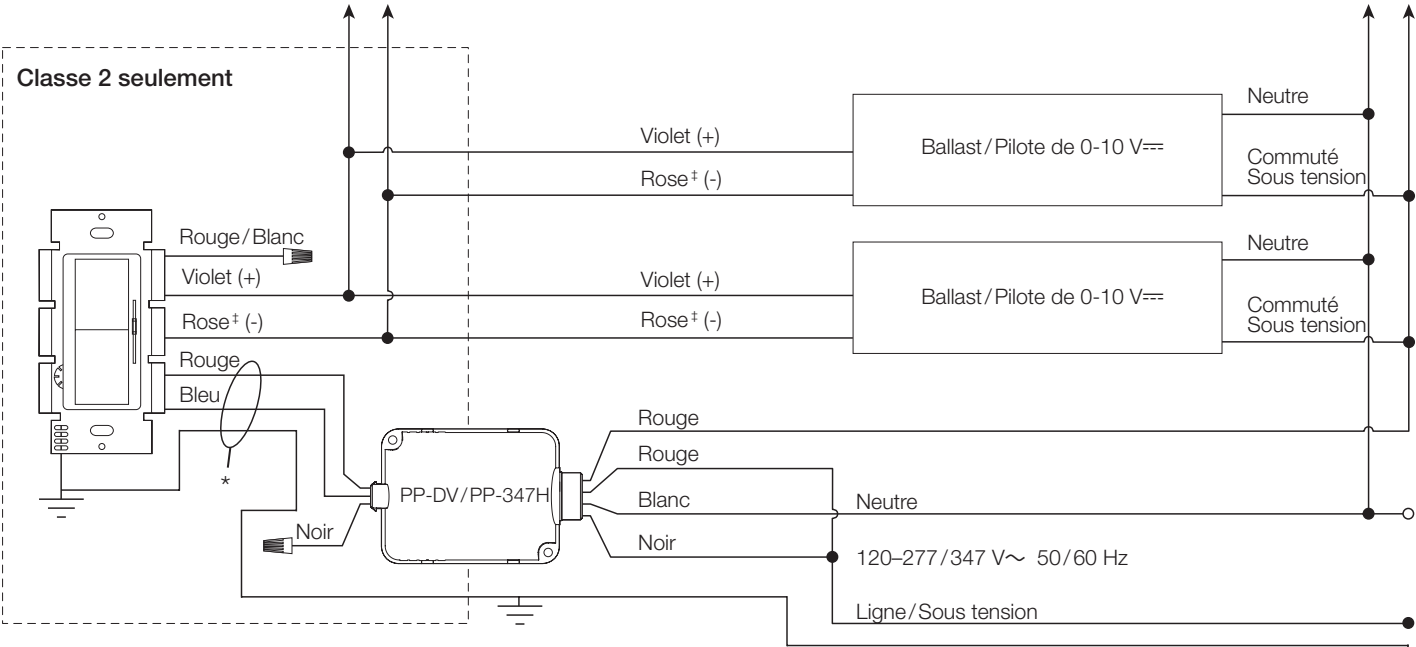 Classe 2 seulement
Neutre
Violet (+)
Ballast/Pilote de 0-10 V⎓
Commuté
Sous tension
Rose‡ (-)
Rouge/Blanc
Neutre
Violet (+)
Violet (+)
Ballast/Pilote de 0-10 V⎓
Commuté
Sous tension
Rose‡ (-)
Rose‡ (-)
Rouge
Bleu
*
Rouge
Rouge
PP-DV/PP-347H
Blanc
Neutre
Noir
Noir
120–277/347 V～ 50/60 Hz
Ligne/Sous tension